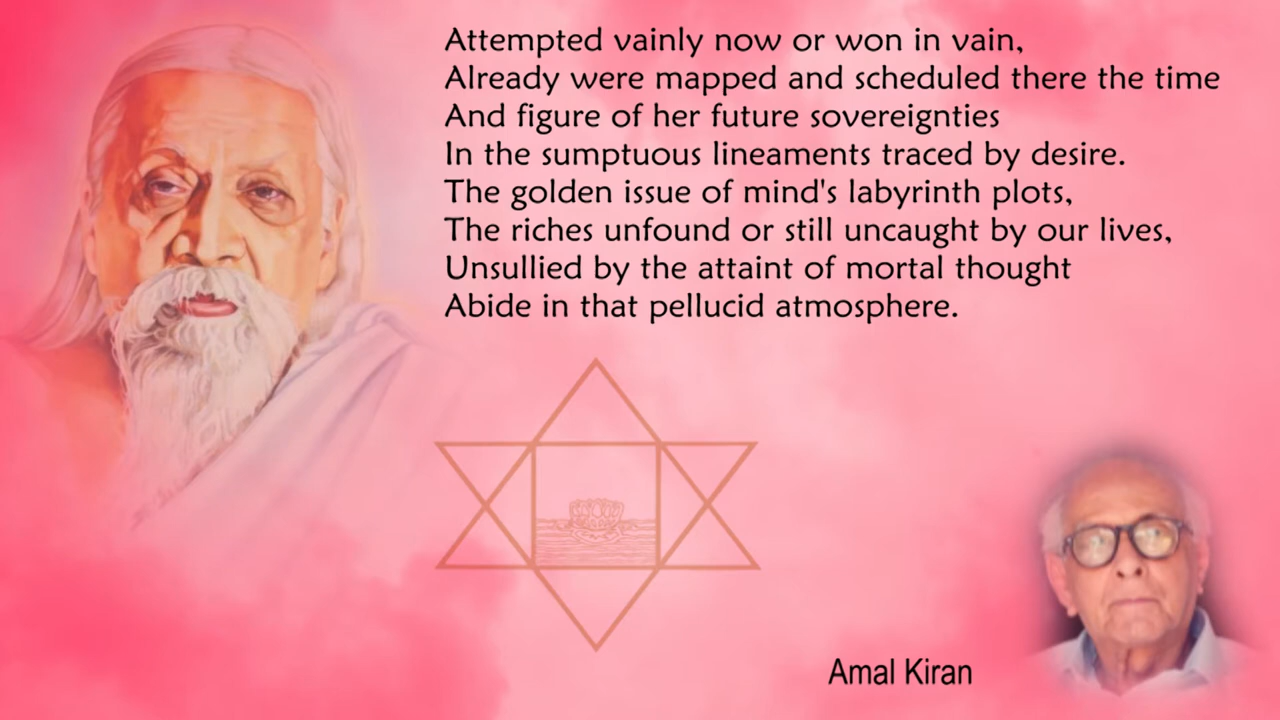 Attempted vainly now or won in vain,
Already were mapped and scheduled there the time
And figure of her future sovereignties
In the sumptuous lineaments traced by desire.
The golden issue of mind's labyrinth plots,
The riches unfound or still uncaught by our lives,
Unsullied by the attaint of mortal thought
Abide in that pellucid atmosphere.
Amal Kiran